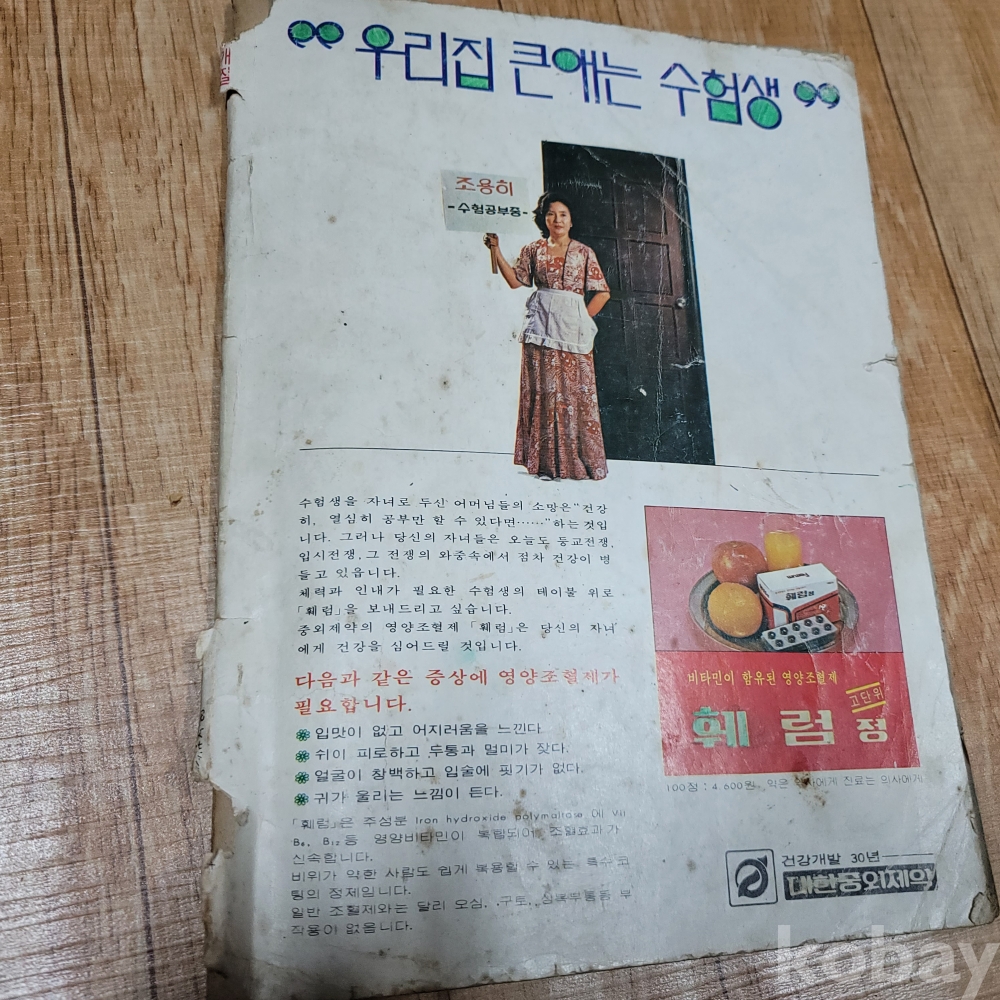 “우리집 큰애는 수험생”
조용히
-수험공부중-
수험생을 자녀로 두신 어머님들의 소망은“건강
히, 열심히 공부만 할 수 있다면……”하는것입
니다. 그러나 당신의 자녀들은 오늘도 등교전쟁,
입시전쟁, 그 전쟁의 와중속에서 점차 건강이 병
들고 있읍니다.
체력과 인내가 필요한 수험생의 테이블 위로
「훼럼」을 보내드리고 싶습니다.
중외제약의 영양조혈제 「훼럼」은 당신의 자녀
에게 건강을 심어드릴 것입니다.
다음과 같은 증상에 영양조혈제가
필요합니다.
입맛이 없고 어지러움을 느낀다
쉬이 피로하고 두통과 멀미가 잦다.
얼굴이 창백하고 입술에 핏기가 없다.
귀가 울리는 느낌이 든다.
「훼럼」은 주성분 Iron hydroxide polymaltose 에
B₆, B₁₂ 등 영양비타민이 복합되어 조혈효과가
신속합니다.
비위가 약한 사람도 쉽게 복용할 수 있는 특수코
팅의 정제입니다.
일반 조혈제와는 달리 오심, 구토, 부
작용이 없읍니다.
비타민이 함유된 영양조혈제
고단위
훼럼정
100정 : 4,600원 약은 진료는 의사에게
건강개발 30년
대한중외제약
kobay